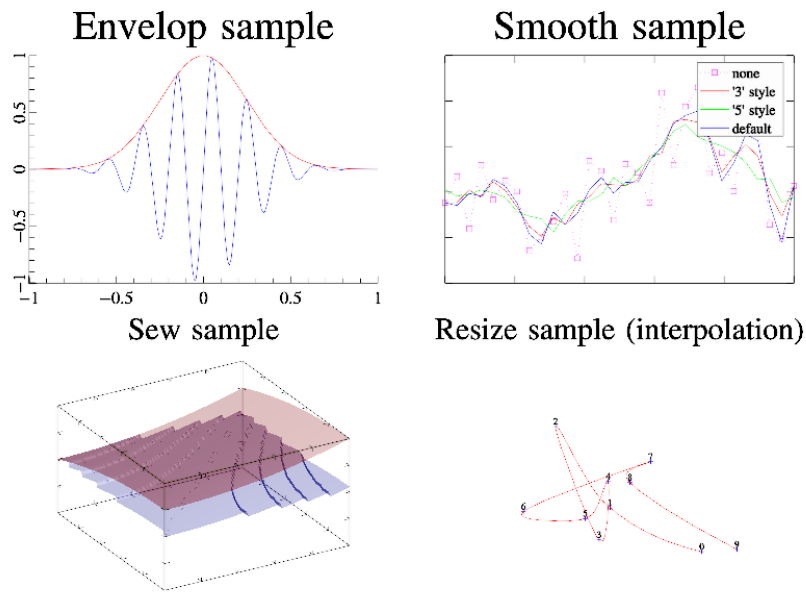 Envelop sample
Smooth sample
none
'3' style
'5' style
default
1
0.5
0
−0.5
−1
−1
−0.5
0
0.5
1
Sew sample
Resize sample (interpolation)
2
7
4
8
6
1
5
3
0
9